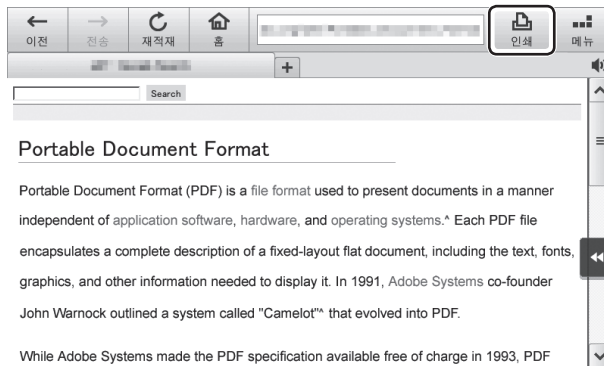 이전
전송
재적재
홈
인쇄
메뉴
+
Search
Portable Document Format
Portable Document Format (PDF) is a file format used to present documents in a manner
independent of application software, hardware, and operating systems.^ Each PDF file
encapsulates a complete description of a fixed-layout flat document, including the text, fonts,
graphics, and other information needed to display it. In 1991, Adobe Systems co-founder
John Warnock outlined a system called "Camelot"^ that evolved into PDF.
While Adobe Systems made the PDF specification available free of charge in 1993, PDF